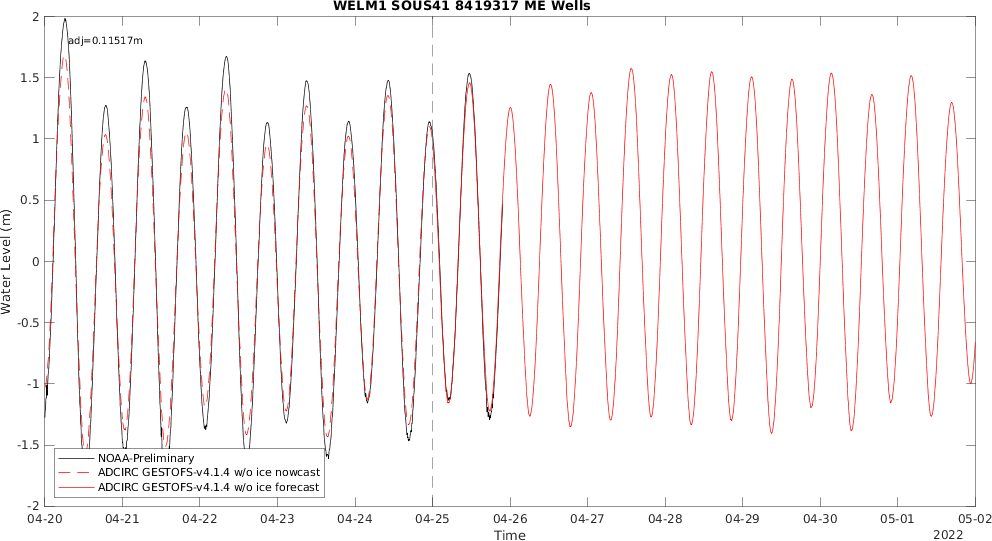 WELM1 SOUS41 8419317 ME Wells
adj=0.11517m
2
1.5
1
0.5
0
-0.5
-1
-1.5
-2
Water Level (m)
NOAA-Preliminary
ADCIRC GESTOFS-v4.1.4 w/o ice nowcast
ADCIRC GESTOFS-v4.1.4 w/o ice forecast
04-20 04-21 04-22 04-23 04-24 04-25 04-26 04-27 04-28 04-29 04-30 05-01 05-02
Time
2022